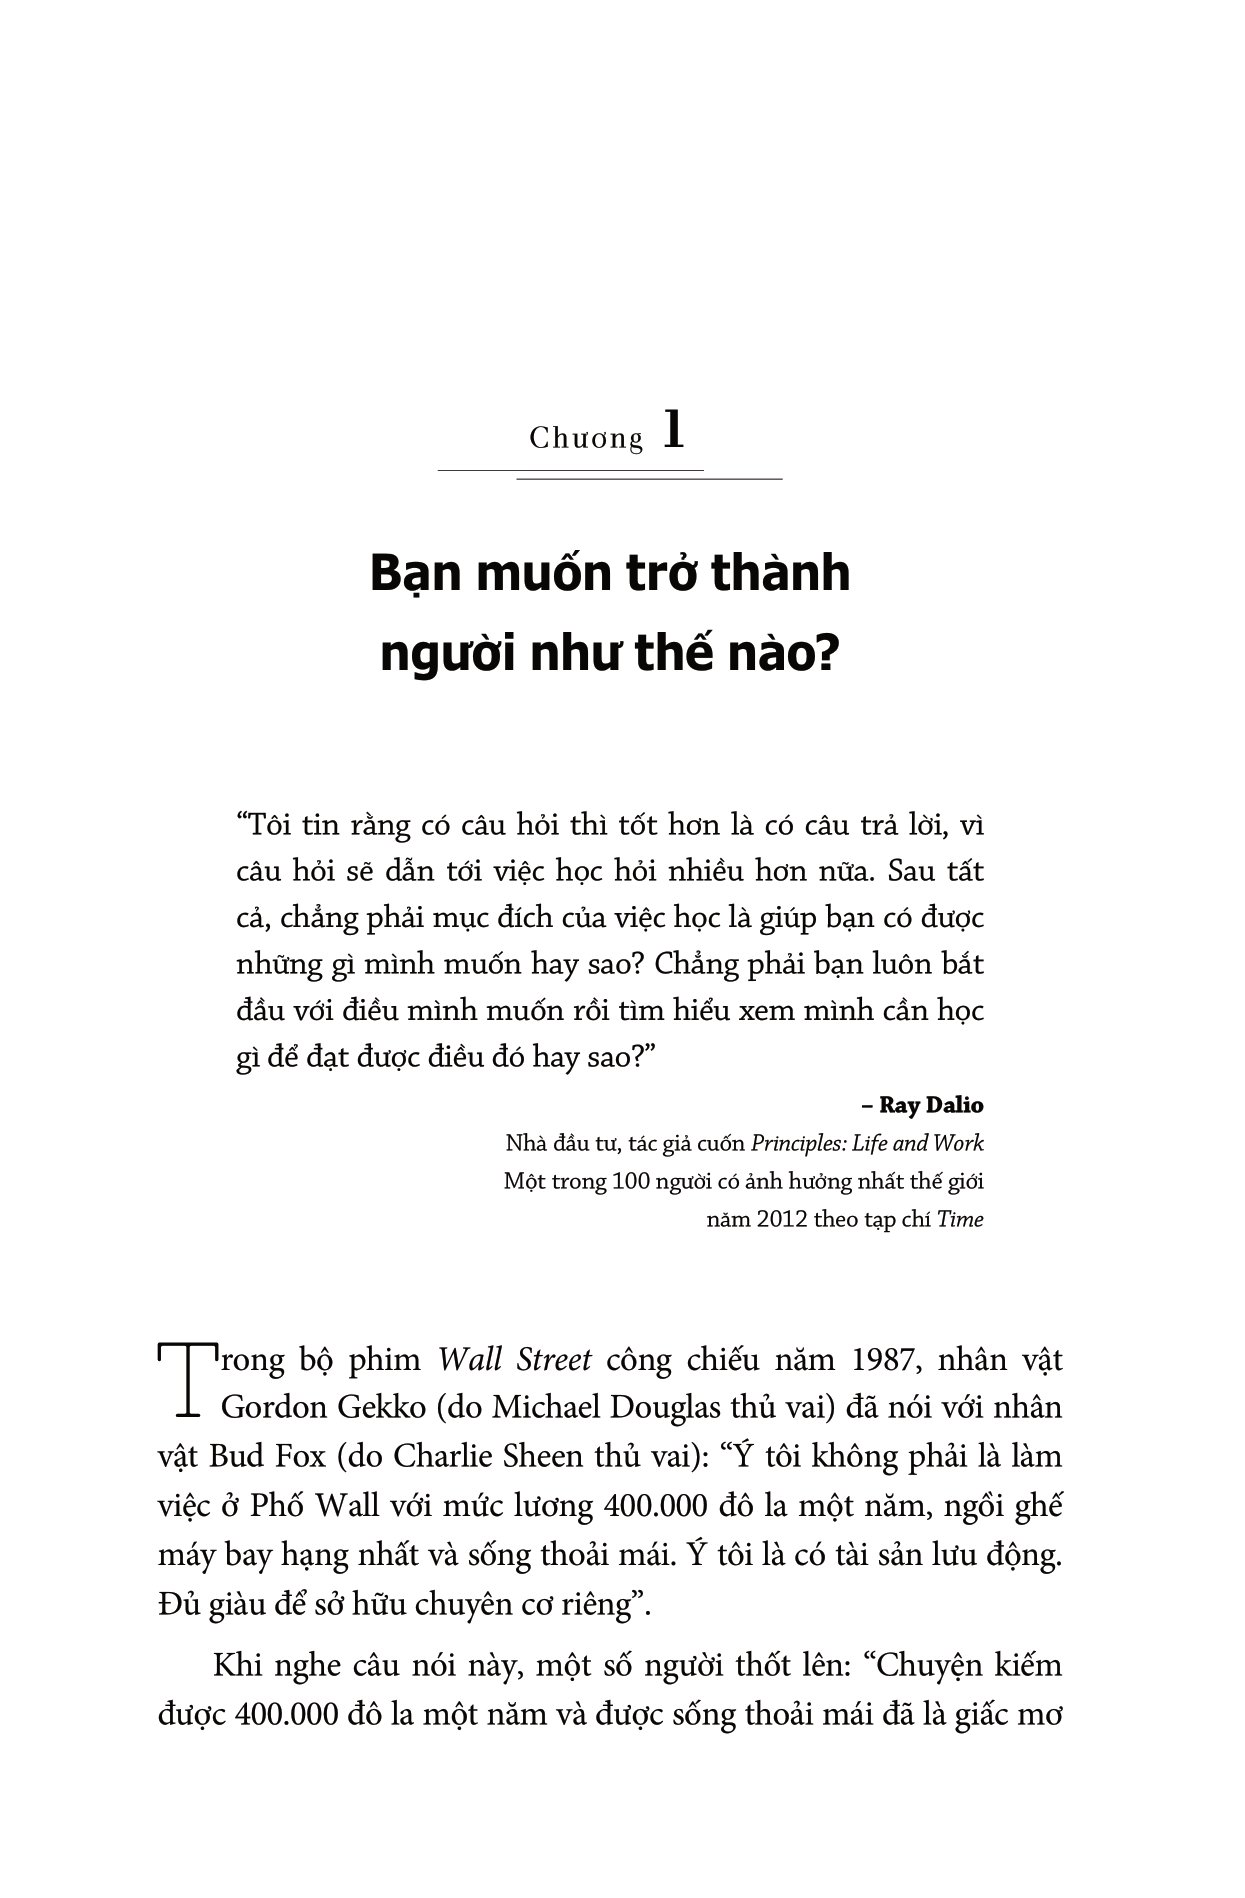 Chương 1
Bạn muốn trở thành
người như thế nào?
“Tôi tin rằng có câu hỏi thì tốt hơn là có câu trả lời, vì
câu hỏi sẽ dẫn tới việc học hỏi nhiều hơn nữa. Sau tất
cả, chẳng phải mục đích của việc học là giúp bạn có được
những gì mình muốn hay sao? Chẳng phải bạn luôn bắt
đầu với điều mình muốn rồi tìm hiểu xem mình cần học
gì để đạt được điều đó hay sao?”
– Ray Dalio
Nhà đầu tư, tác giả cuốn Principles: Life and Work
Một trong 100 người có ảnh hưởng nhất thế giới
năm 2012 theo tạp chí Time
Trong bộ phim Wall Street công chiếu năm 1987, nhân vật
Gordon Gekko (do Michael Douglas thủ vai) đã nói với nhân
vật Bud Fox (do Charlie Sheen thủ vai): “Ý tôi không phải là làm
việc ở Phố Wall với mức lương 400.000 đô la một năm, ngồi ghế
máy bay hạng nhất và sống thoải mái. Ý tôi là có tài sản lưu động.
Đủ giàu để sở hữu chuyên cơ riêng”.
Khi nghe câu nói này, một số người thốt lên: “Chuyện kiếm
được 400.000 đô la một năm và được sống thoải mái đã là giấc mơ